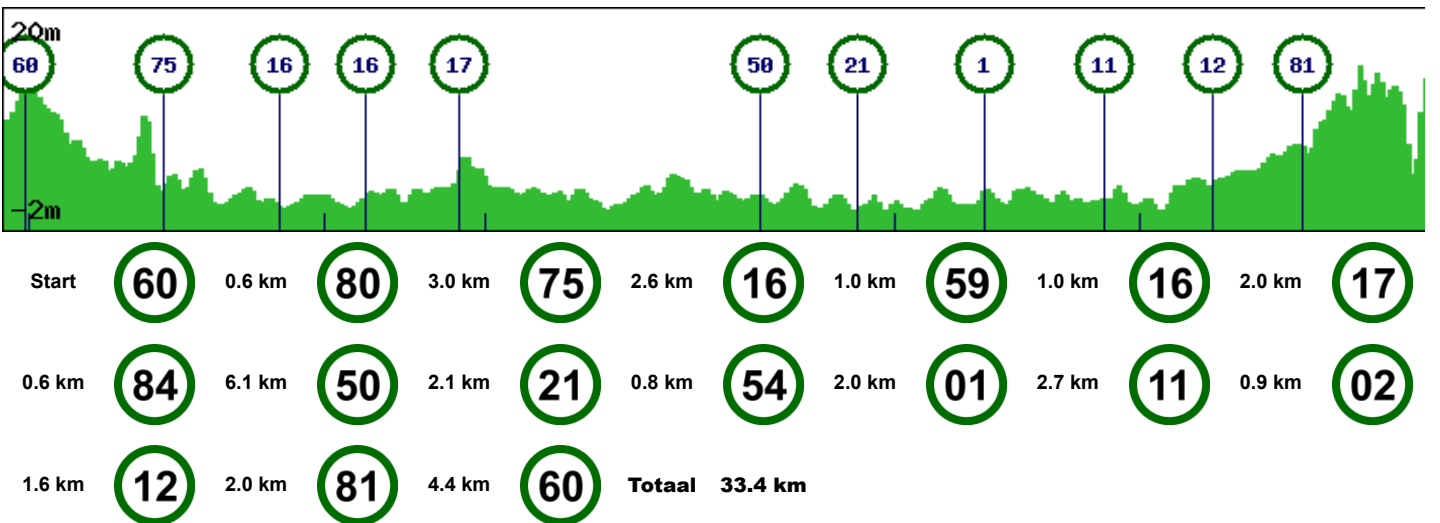 20m
60 75 16 16 17 50 21 1 11 12 81
-2m
Start 60 0.6 km 80 3.0 km 75 2.6 km 16 1.0 km 59 1.0 km 16 2.0 km 17
0.6 km 84 6.1 km 50 2.1 km 21 0.8 km 54 2.0 km 01 2.7 km 11 0.9 km 02
1.6 km 12 2.0 km 81 4.4 km 60 Totaal 33.4 km